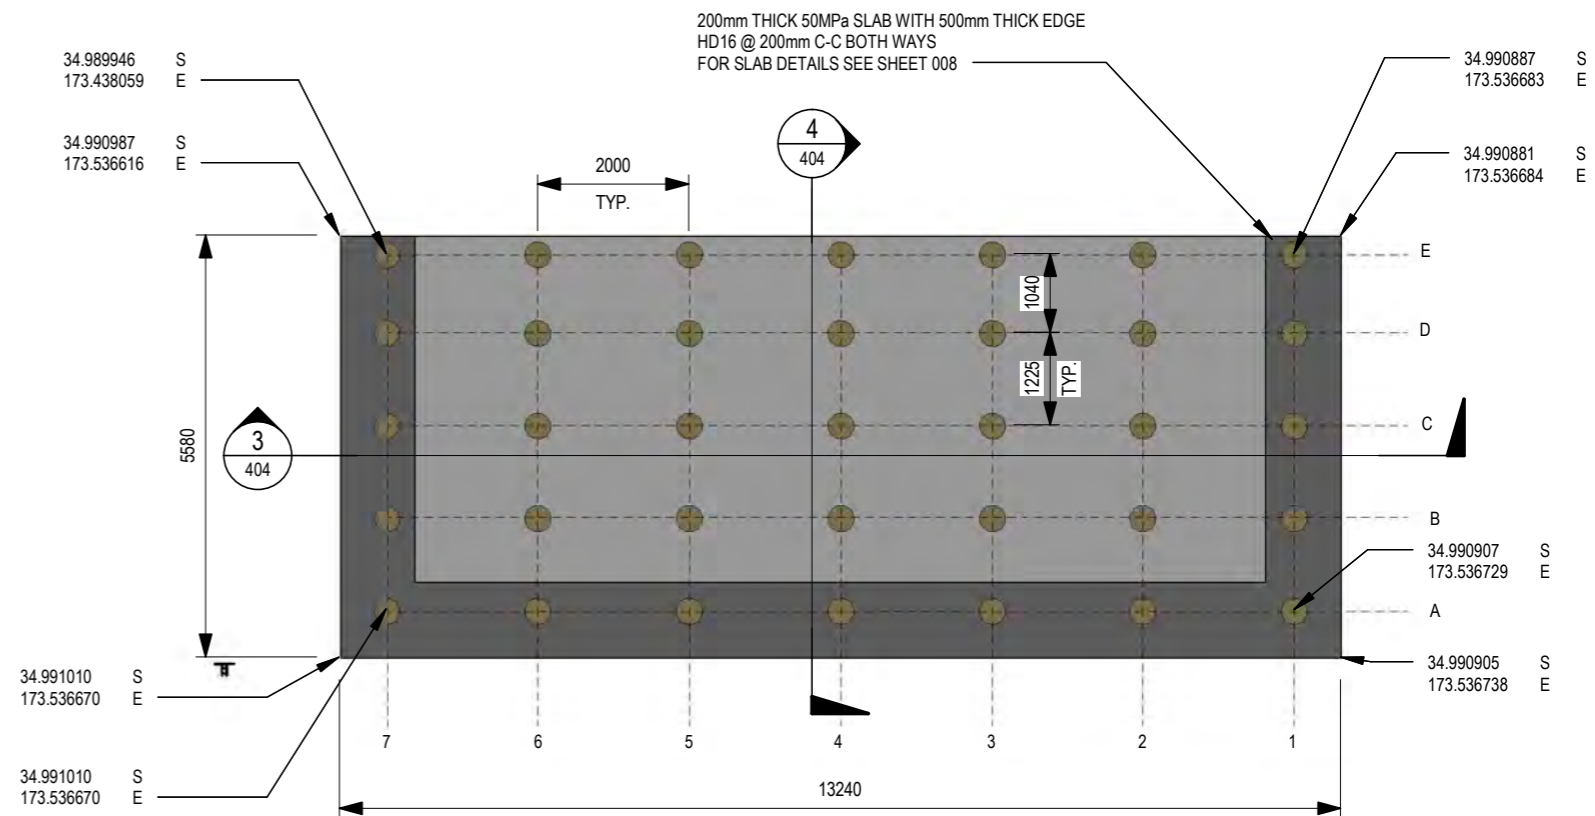 200mm THICK 50MPa SLAB WITH 500mm THICK EDGE
HD16 @ 200mm C-C BOTH WAYS
FOR SLAB DETAILS SEE SHEET 008
34.989946 S
173.438059 E
34.990987 S
173.536616 E
34.990887 S
173.536683 E
34.990881 S
173.536684 E
4
404
2000
TYP.
1040
1225
TYP.
E
D
C
B
A
3
404
5580
34.990907 S
173.536729 E
34.990905 S
173.536738 E
34.991010 S
173.536670 E
34.991010 S
173.536670 E
7 6 5 4 3 2 1
13240